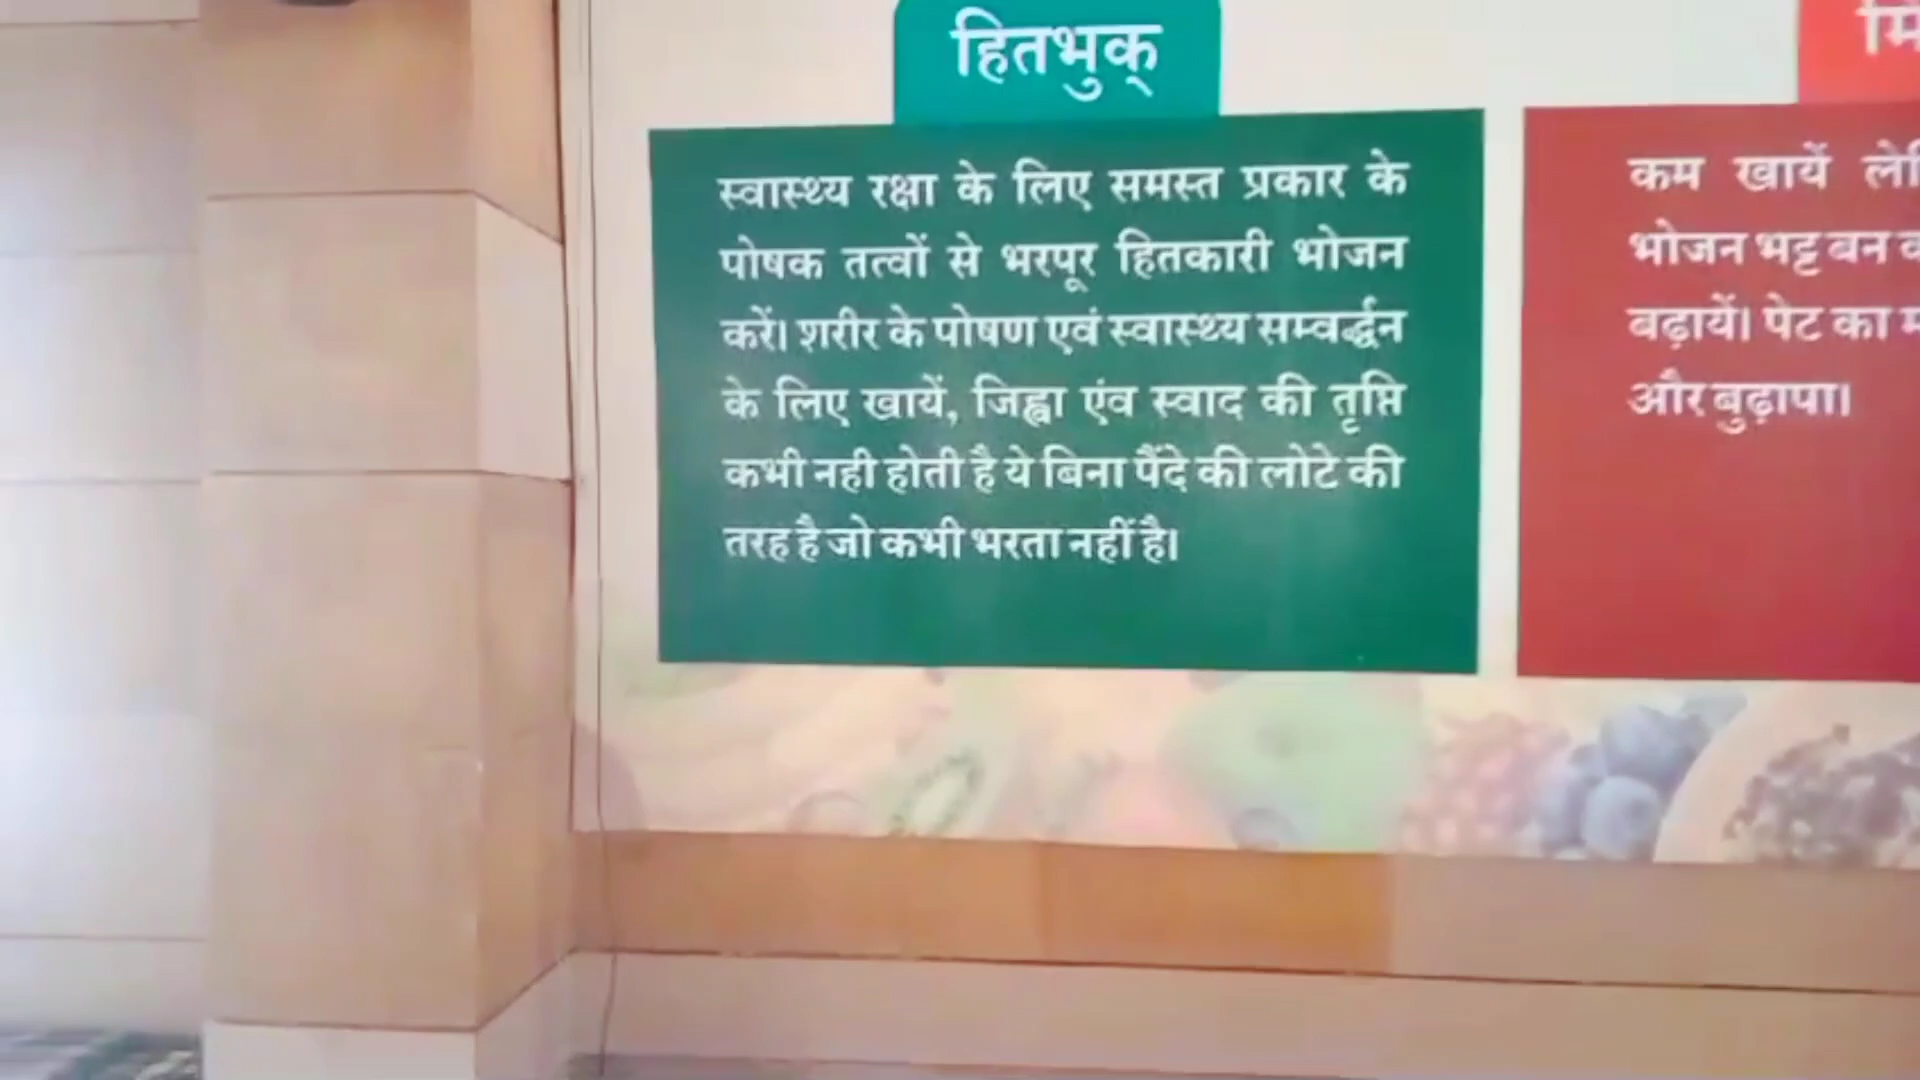 हितभुक्
स्वास्थ्य रक्षा के लिए समस्त प्रकार के
पोषक तत्वों से भरपूर हितकारी भोजन
करें। शरीर के पोषण एवं स्वास्थ्य सम्वर्द्धन
के लिए खायें, जिह्वा एंव स्वाद की तृप्ति
कभी नही होती है ये बिना पैंदे की लोटे की
तरह है जो कभी भरता नहीं है।
कम खायें
भोजन भट्ट बन
बढ़ायें। पेट का
और बुढ़ापा।